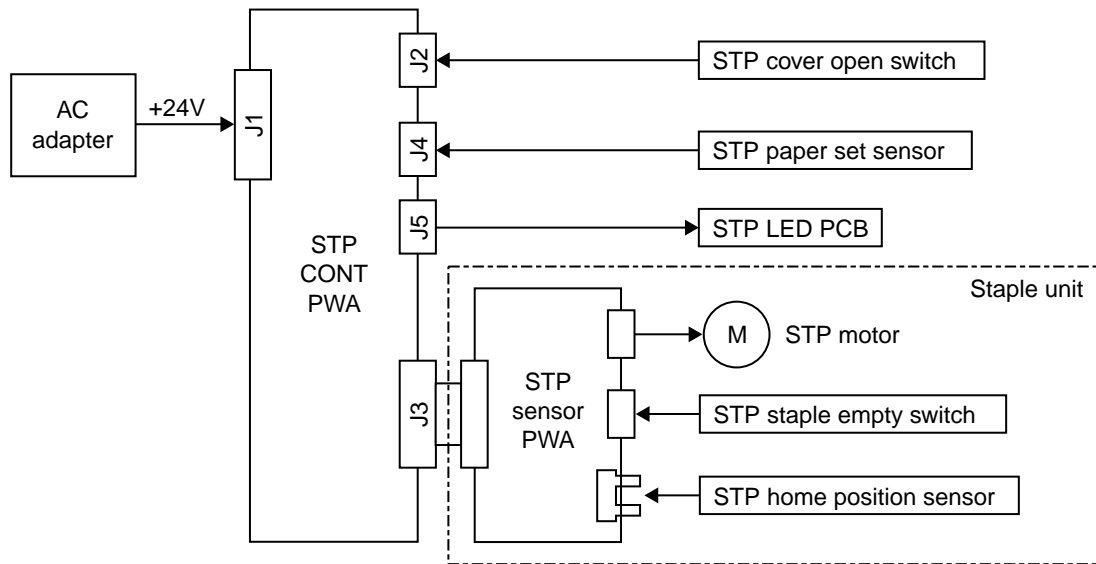 AC
adapter
+24V
J1
J2
STP cover open switch
J4
STP paper set sensor
J5
STP LED PCB
STP
CONT
PWA
Staple unit
M
STP motor
J3
STP
sensor
PWA
STP staple empty switch
STP home position sensor